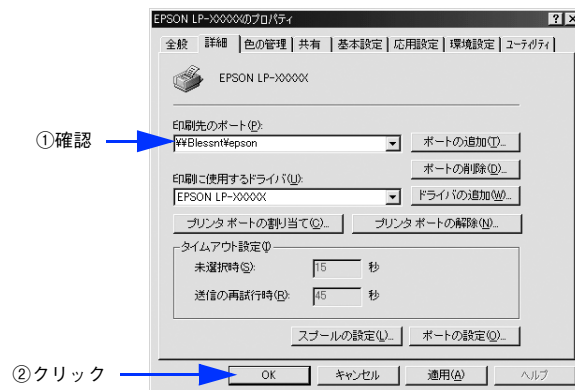 EPSON LP-XXXXXのプロパティ
全般 詳細 色の管理 共有 基本設定 応用設定 環境設定 ユーティリティ
EPSON LP-XXXXX
印刷先のポート(P):
①確認
¥¥Blessnt¥epson
ポートの追加(T)...
ポートの削除(D)...
印刷に使用するドライバ(U):
EPSON LP-XXXXX
ドライバの追加(W)...
プリンタ ポートの割り当て(C)...
プリンタ ポートの解除(N)...
タイムアウト設定(I)
未選択時(S): 15 秒
送信の再試行時(R): 45 秒
スプールの設定(L)...
ポートの設定(O)...
②クリック
OK
キャンセル
適用(A)
ヘルプ